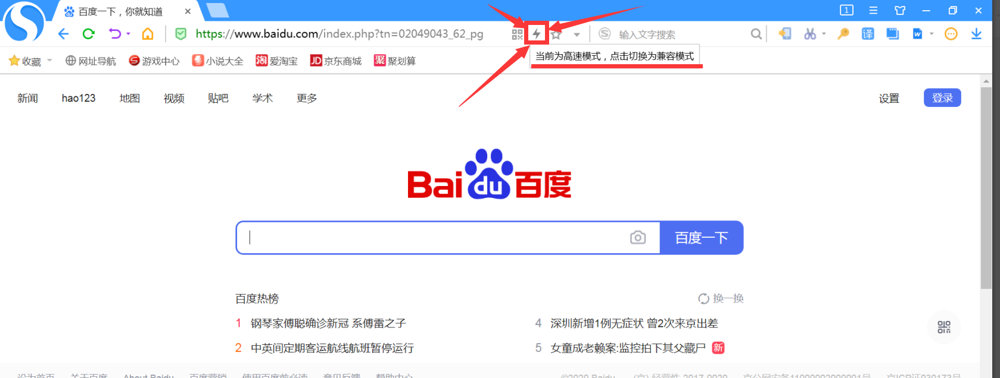 百度一下，你就知道
1
https://www.baidu.com/index.php?tn=02049043_62_pg
输入文字搜索
译
W
当前为高速模式，点击切换为兼容模式
收藏 网址导航 游戏中心 小说大全 淘 爱淘宝 JD 京东商城 聚 聚划算
新闻 hao123 地图 视频 贴吧 学术 更多 设置 登录
Bai du 百度
百度一下
百度热榜 换一换
1 钢琴家傅聪确诊新冠 系傅雷之子
4 深圳新增1例无症状 曾2次来京出差
2 中英间定期客运航线航班暂停运行
5 女童成老赖案:监控拍下其父藏尸 新
设为首页 关于百度 About Baidu 百度营销 使用百度前必读 意见反馈 帮助中心 ©2020 Baidu (京)-经营性-2017-0020 京公网安备11000002000001号 京ICP证030173号